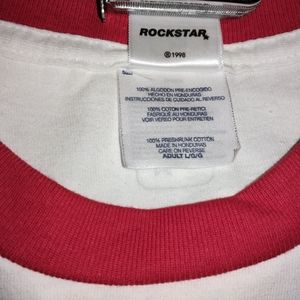 ROCKSTAR
®1998
100% ALGODON PRE-ENCOGIDO
HECHO EN HONDURAS
INSTRUCCIONES DE CUIDADO AL REVERSO
100% COTTON PRE-RETICI
FABRIQUE AU HONDURAS
VOIR VERSO POUR ENTRETIEN
100% PRESHRUNK COTTON
MADE IN HONDURAS
CARE ON REVERSE
ADULT L/G/G